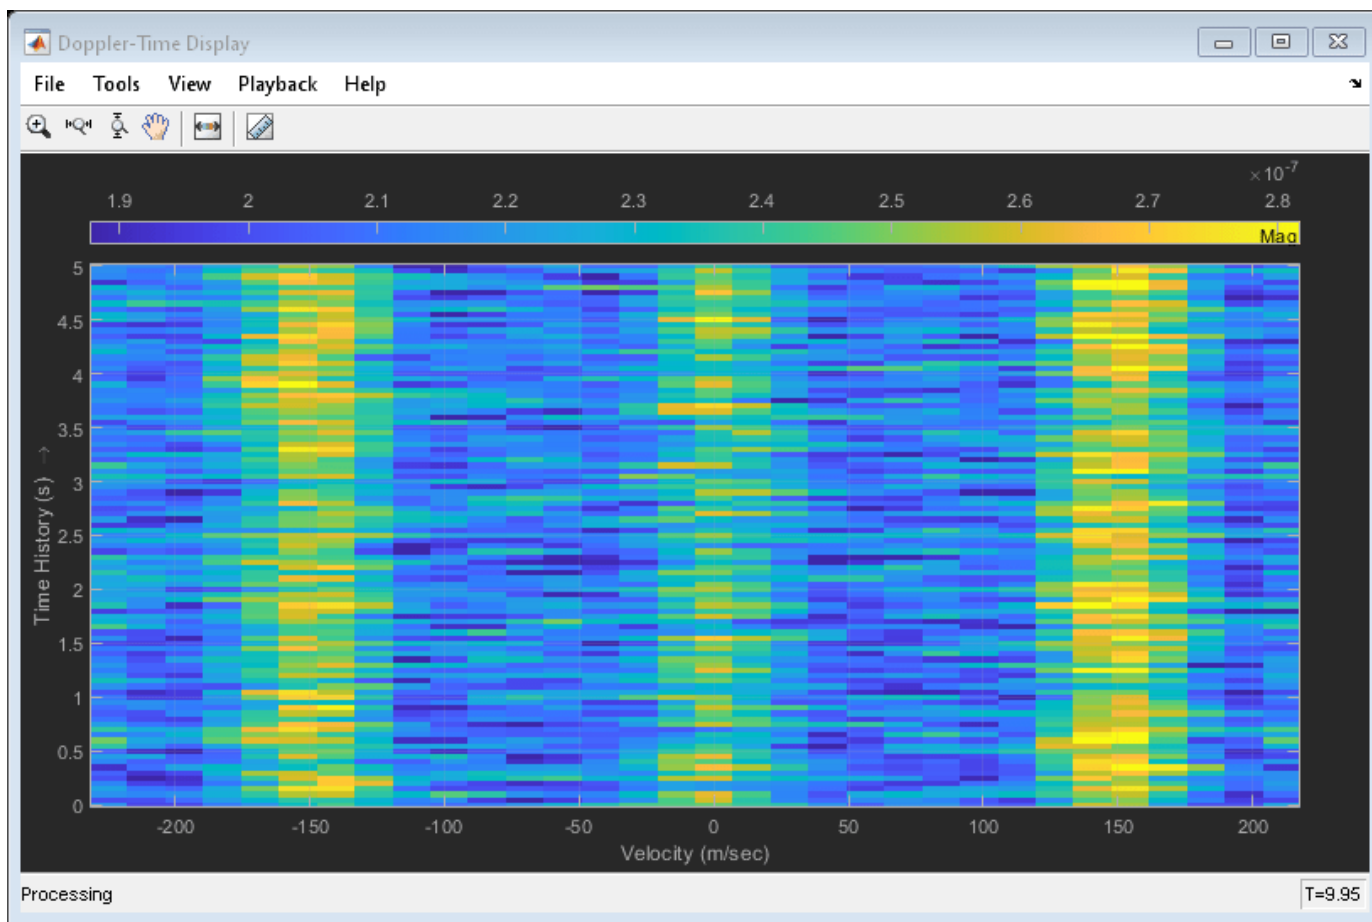 Doppler-Time Display
File Tools View Playback Help
×10⁻⁷
1.9 2 2.1 2.2 2.3 2.4 2.5 2.6 2.7 2.8
Mag
5
4.5
4
3.5
3
2.5
2
1.5
1
0.5
0
Time History (s) →
-200 -150 -100 -50 0 50 100 150 200
Velocity (m/sec)
Processing T=9.95